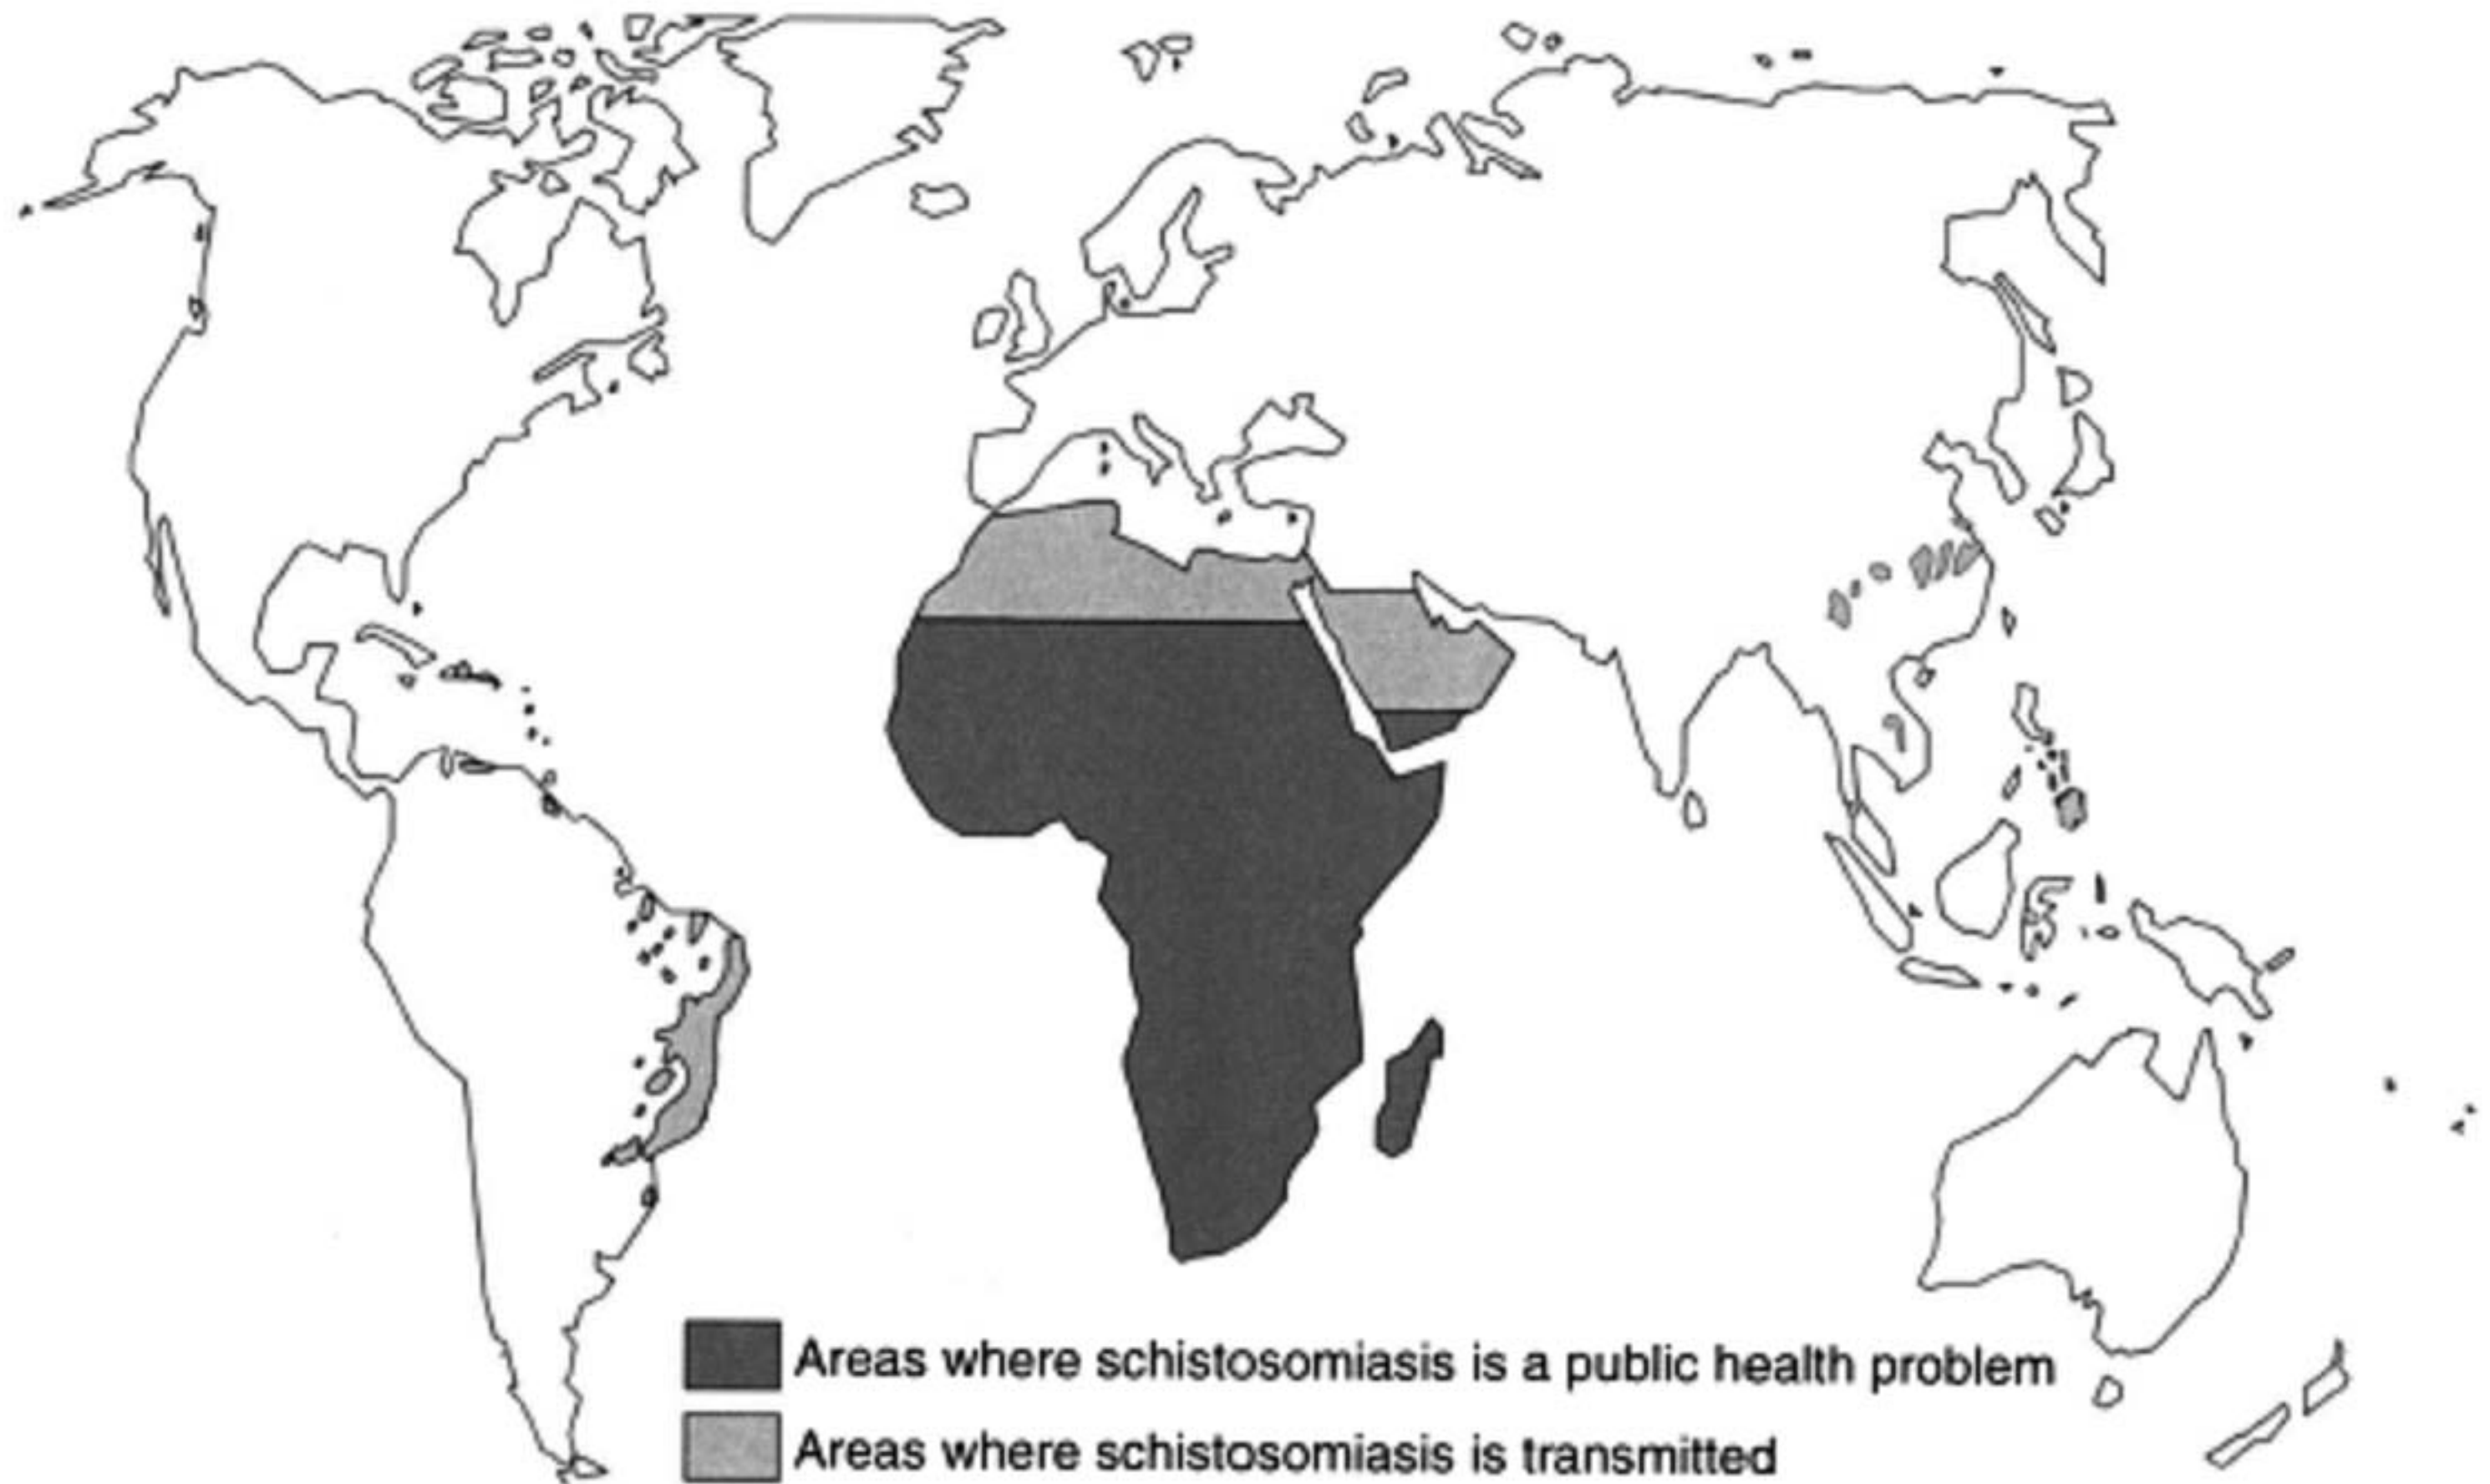 Areas where schistosomiasis is a public health problem
Areas where schistosomiasis is transmitted